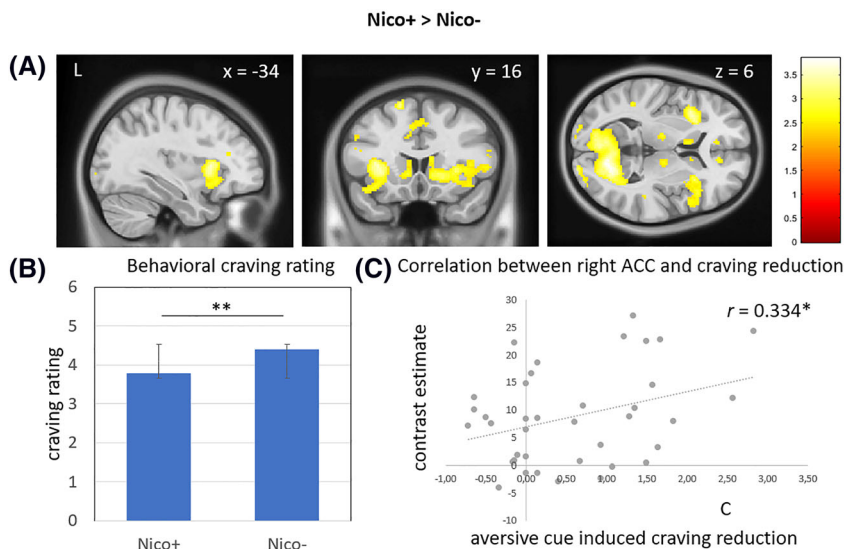 Nico+ > Nico-
(A)
L
x = -34
y = 16
z = 6
3.5
3
2.5
2
1.5
1
0.5
0
(B)
Behavioral craving rating
6
5
4
3
2
1
0
craving rating
**
Nico+
Nico-
(C)
Correlation between right ACC and craving reduction
r = 0.334*
30
25
20
15
10
5
0
-5
-10
contrast estimate
-1,00
-0,50
0,00
0,50
1,00
1,50
2,00
2,50
3,00
3,50
C
aversive cue induced craving reduction